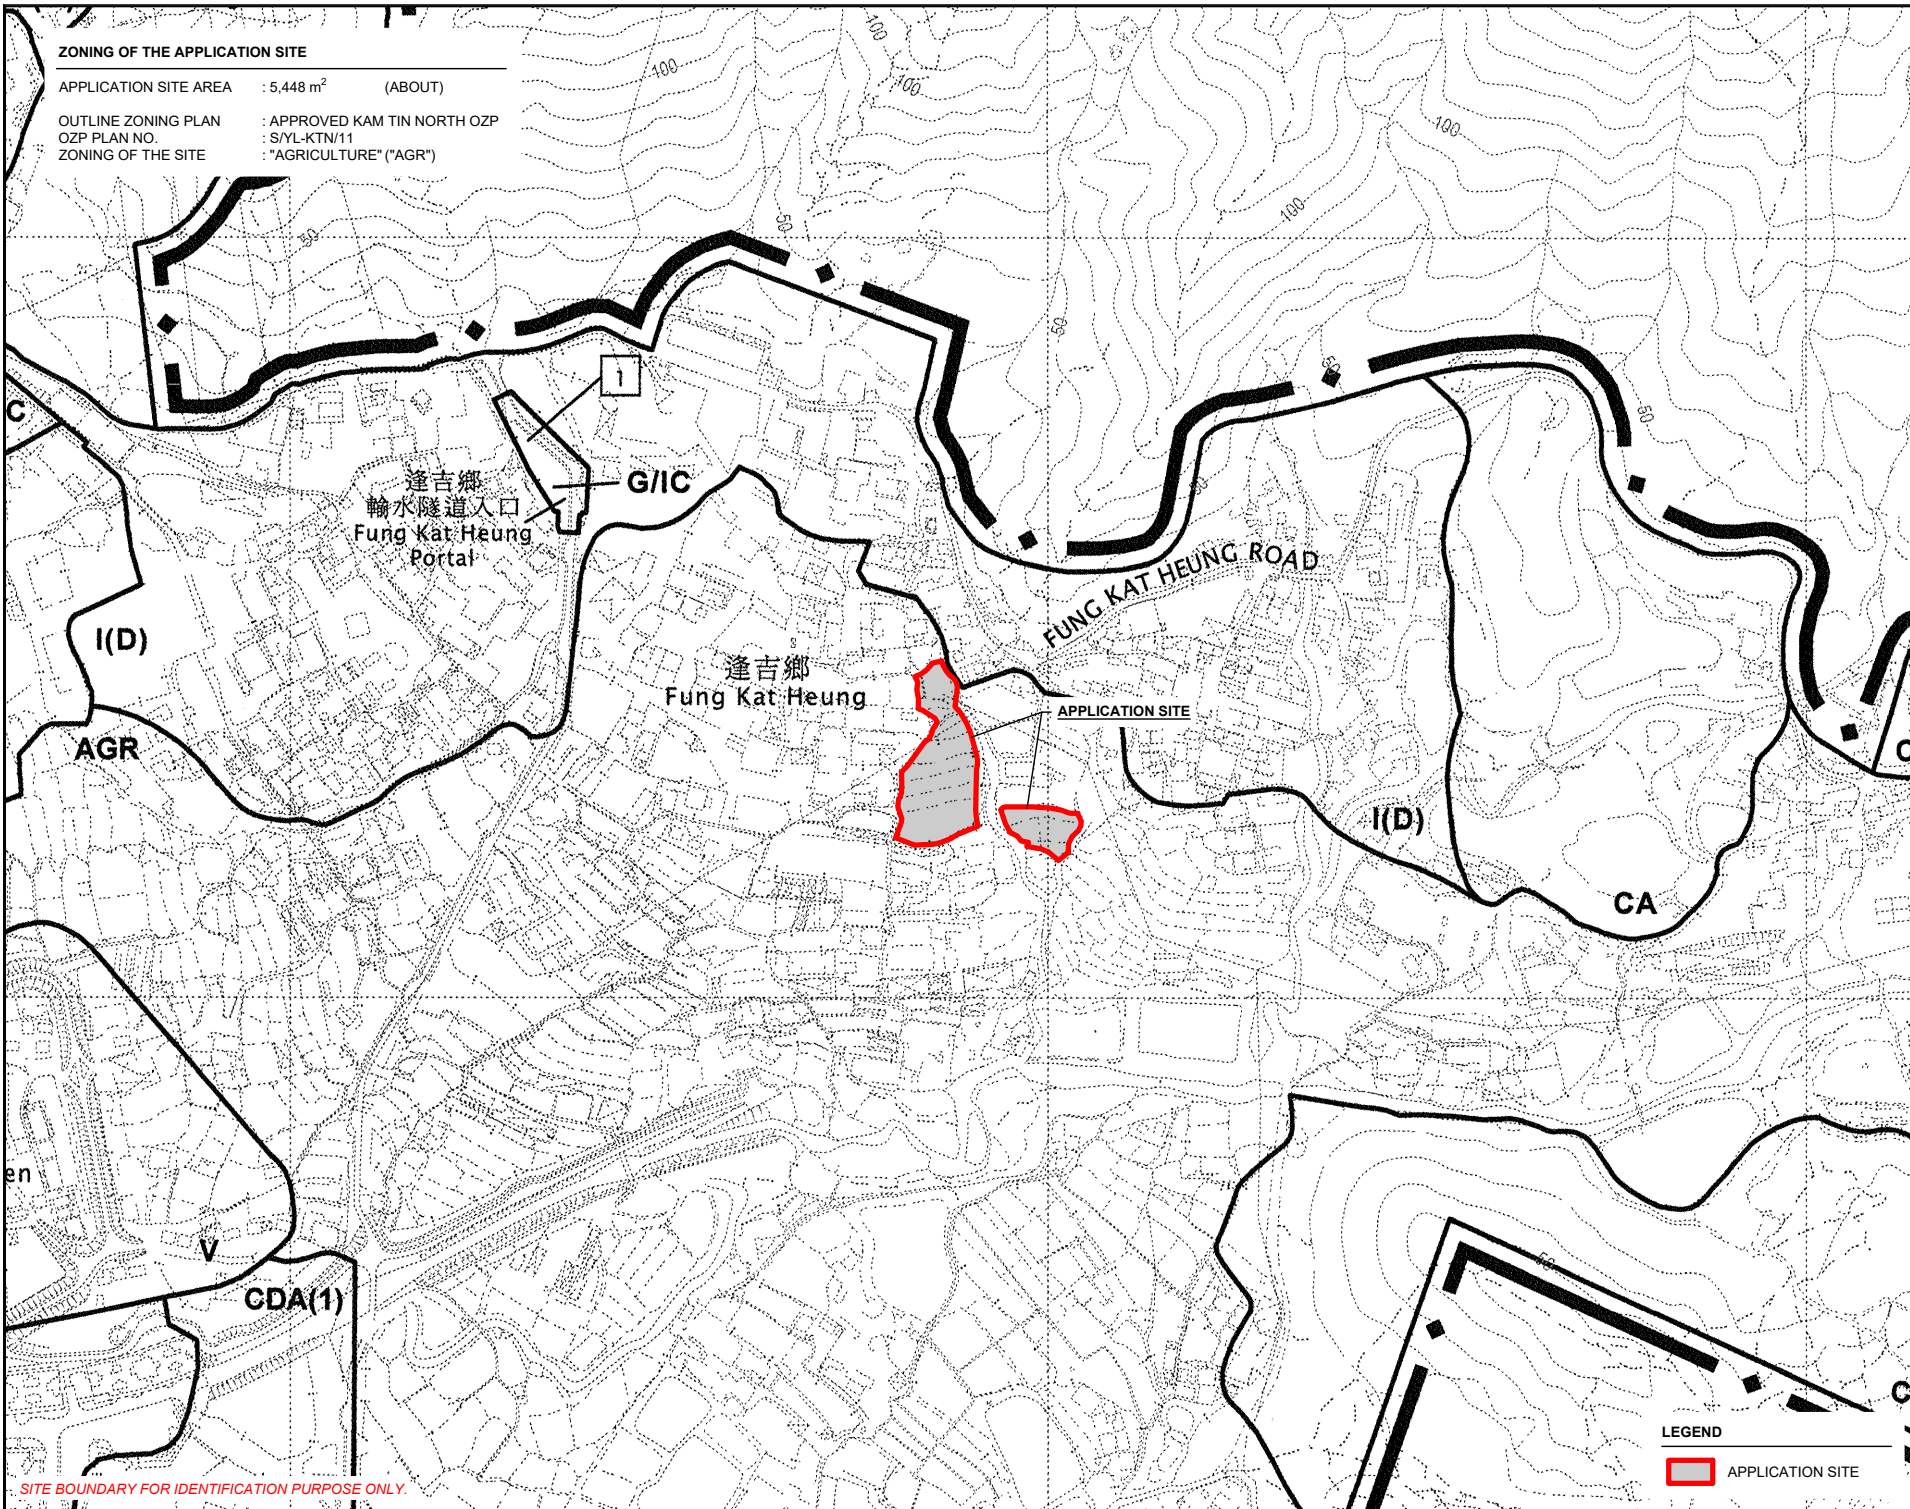 ZONING OF THE APPLICATION SITE
APPLICATION SITE AREA : 5,448 m² (ABOUT)
OUTLINE ZONING PLAN : APPROVED KAM TIN NORTH OZP
OZP PLAN NO. : S/YL-KTN/11
ZONING OF THE SITE : "AGRICULTURE" ("AGR")
100
100
100
100
100
50
50
50
50
50
50
1
C
G/IC
逢吉鄉
輸水隧道入口
Fung Kat Heung
Portal
FUNG KAT HEUNG ROAD
I(D)
逢吉鄉
Fung Kat Heung
APPLICATION SITE
AGR
C
I(D)
CA
en
V
CDA(1)
50
C
LEGEND
APPLICATION SITE
SITE BOUNDARY FOR IDENTIFICATION PURPOSE ONLY.